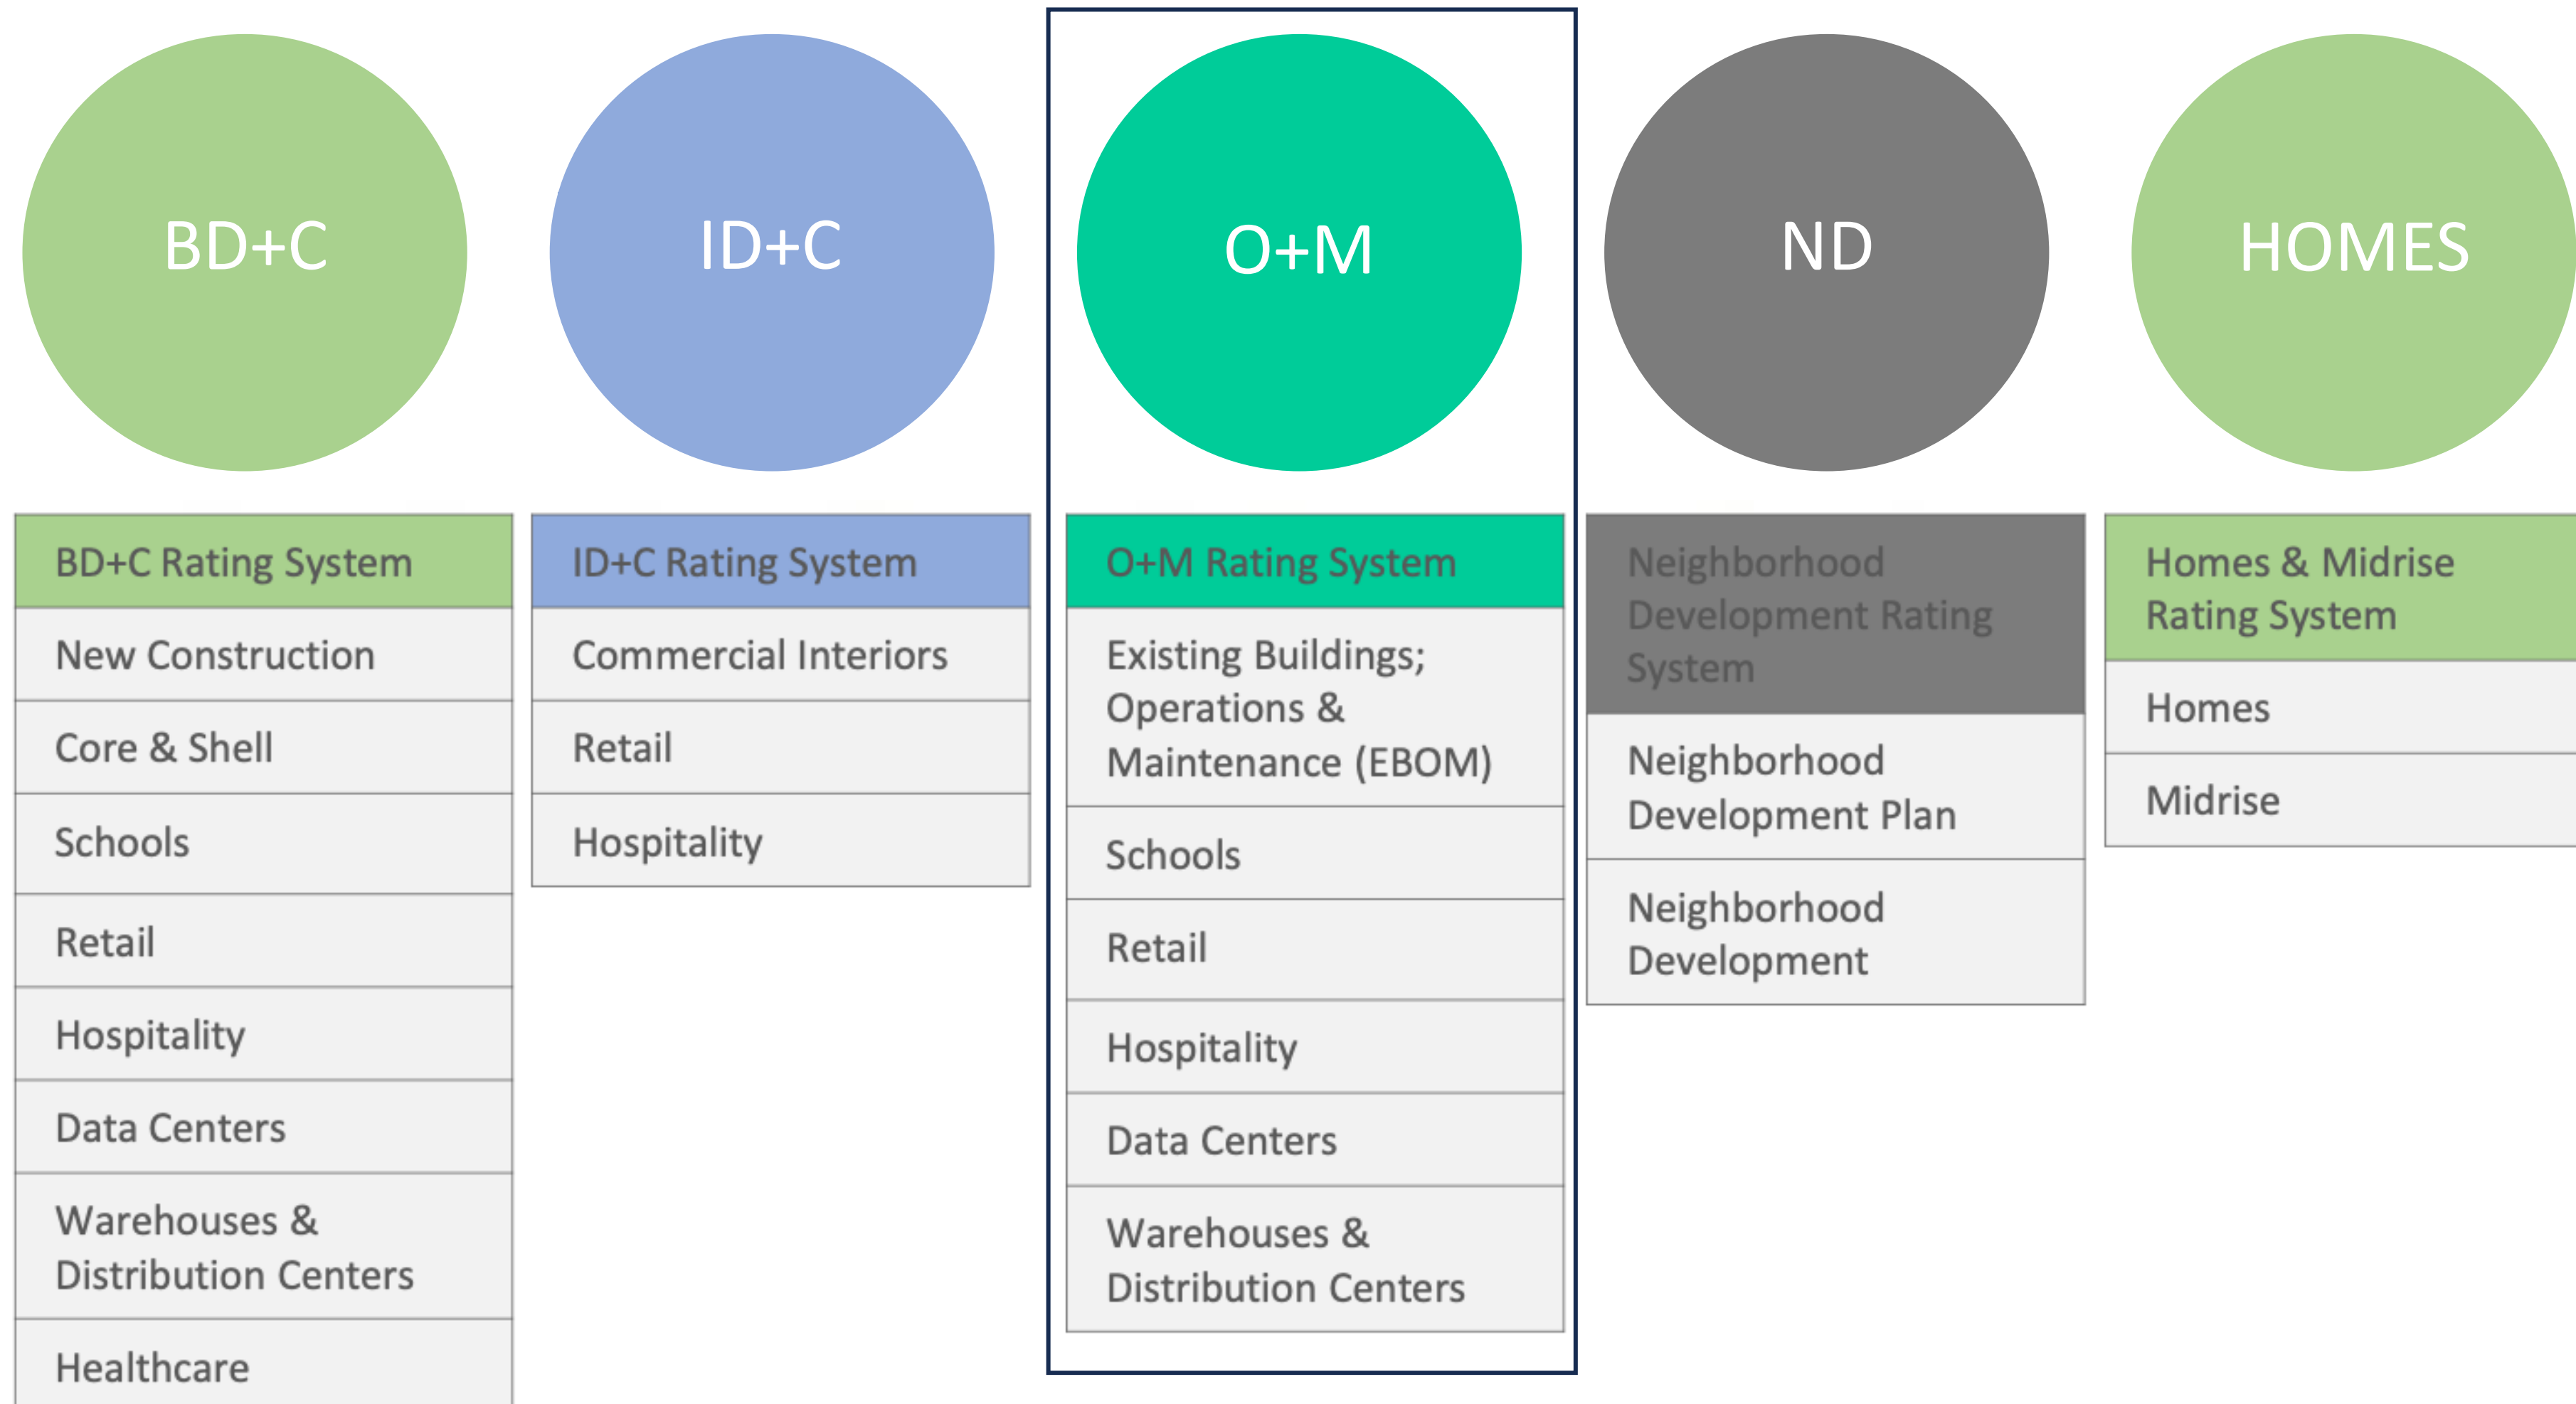 BD+C
ID+C
O+M
ND
HOMES
BD+C Rating System
New Construction
Core & Shell
Schools
Retail
Hospitality
Data Centers
Warehouses &
Distribution Centers
Healthcare
ID+C Rating System
Commercial Interiors
Retail
Hospitality
O+M Rating System
Existing Buildings;
Operations &
Maintenance (EBOM)
Schools
Retail
Hospitality
Data Centers
Warehouses &
Distribution Centers
Neighborhood
Development Rating
System
Neighborhood
Development Plan
Neighborhood
Development
Homes & Midrise
Rating System
Homes
Midrise